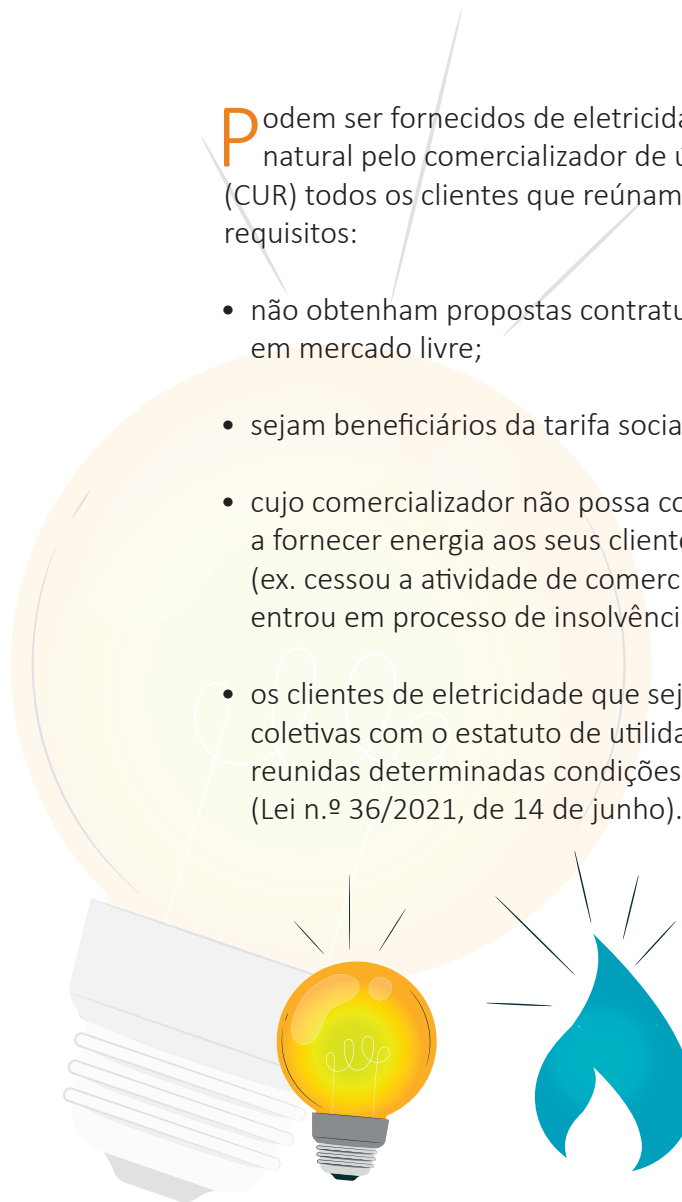 Podem ser fornecidos de eletricida
natural pelo comercializador de ú
(CUR) todos os clientes que reúnam
requisitos:
• não obtenham propostas contratu
em mercado livre;
• sejam beneficiários da tarifa socia
• cujo comercializador não possa co
a fornecer energia aos seus cliente
(ex. cessou a atividade de comerc
entrou em processo de insolvênci
• os clientes de eletricidade que sej
coletivas com o estatuto de utilida
reunidas determinadas condições
(Lei n.º 36/2021, de 14 de junho).